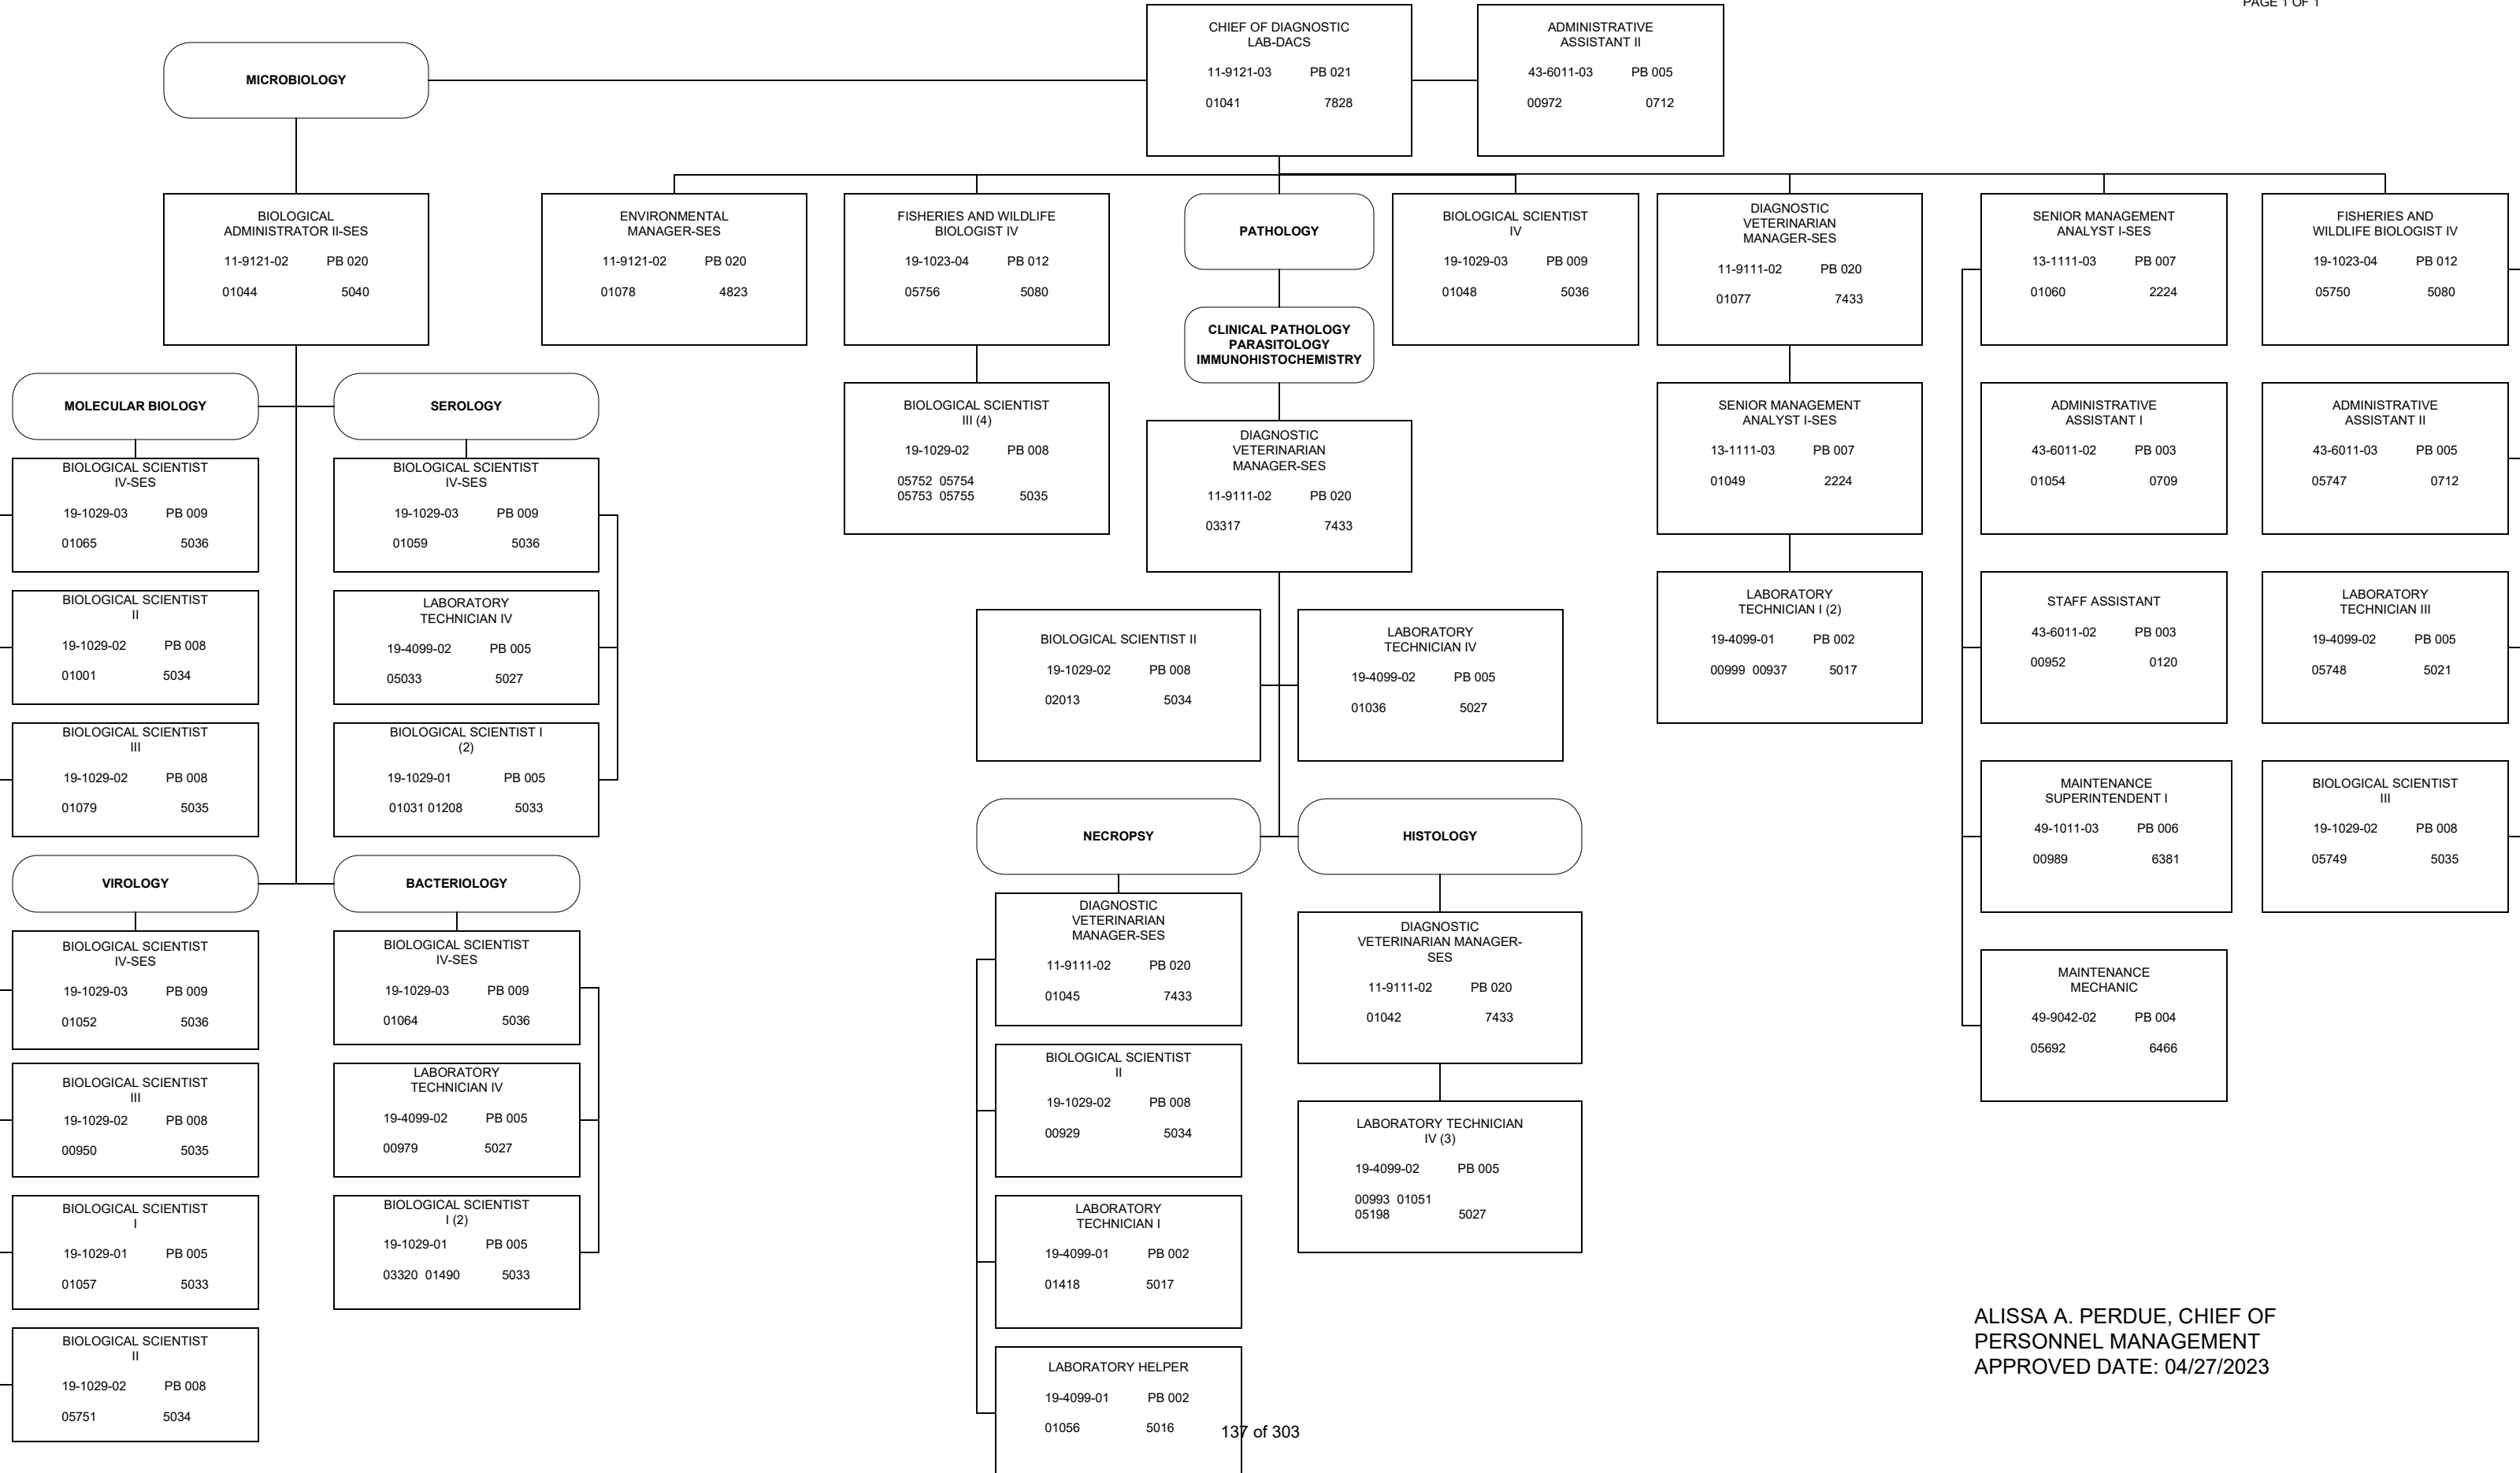 PAGE 1 OF 1
CHIEF OF DIAGNOSTIC
LAB-DACS
11-9121-03 PB 021
01041 7828
ADMINISTRATIVE
ASSISTANT II
43-6011-03 PB 005
00972 0712
MICROBIOLOGY
BIOLOGICAL
ADMINISTRATOR II-SES
11-9121-02 PB 020
01044 5040
ENVIRONMENTAL
MANAGER-SES
11-9121-02 PB 020
01078 4823
FISHERIES AND WILDLIFE
BIOLOGIST IV
19-1023-04 PB 012
05756 5080
PATHOLOGY
CLINICAL PATHOLOGY
PARASITOLOGY
IMMUNOHISTOCHEMISTRY
BIOLOGICAL SCIENTIST
IV
19-1029-03 PB 009
01048 5036
DIAGNOSTIC
VETERINARIAN
MANAGER-SES
11-9111-02 PB 020
01077 7433
SENIOR MANAGEMENT
ANALYST I-SES
13-1111-03 PB 007
01060 2224
FISHERIES AND
WILDLIFE BIOLOGIST IV
19-1023-04 PB 012
05750 5080
MOLECULAR BIOLOGY
BIOLOGICAL SCIENTIST
IV-SES
19-1029-03 PB 009
01065 5036
BIOLOGICAL SCIENTIST
II
19-1029-02 PB 008
01001 5034
BIOLOGICAL SCIENTIST
III
19-1029-02 PB 008
01079 5035
SEROLOGY
BIOLOGICAL SCIENTIST
IV-SES
19-1029-03 PB 009
01059 5036
LABORATORY
TECHNICIAN IV
19-4099-02 PB 005
05033 5027
BIOLOGICAL SCIENTIST I
(2)
19-1029-01 PB 005
01031 01208 5033
VIROLOGY
BIOLOGICAL SCIENTIST
IV-SES
19-1029-03 PB 009
01052 5036
BIOLOGICAL SCIENTIST
III
19-1029-02 PB 008
00950 5035
BIOLOGICAL SCIENTIST
I
19-1029-01 PB 005
01057 5033
BIOLOGICAL SCIENTIST
II
19-1029-02 PB 008
05751 5034
BACTERIOLOGY
BIOLOGICAL SCIENTIST
IV-SES
19-1029-03 PB 009
01064 5036
LABORATORY
TECHNICIAN IV
19-4099-02 PB 005
00979 5027
BIOLOGICAL SCIENTIST
I (2)
19-1029-01 PB 005
03320 01490 5033
BIOLOGICAL SCIENTIST
III (4)
19-1029-02 PB 008
05752 05754
05753 05755 5035
DIAGNOSTIC
VETERINARIAN
MANAGER-SES
11-9111-02 PB 020
03317 7433
BIOLOGICAL SCIENTIST II
19-1029-02 PB 008
02013 5034
LABORATORY
TECHNICIAN IV
19-4099-02 PB 005
01036 5027
NECROPSY
DIAGNOSTIC
VETERINARIAN
MANAGER-SES
11-9111-02 PB 020
01045 7433
BIOLOGICAL SCIENTIST
II
19-1029-02 PB 008
00929 5034
LABORATORY
TECHNICIAN I
19-4099-01 PB 002
01418 5017
LABORATORY HELPER
19-4099-01 PB 002
01056 5016
HISTOLOGY
DIAGNOSTIC
VETERINARIAN MANAGER-
SES
11-9111-02 PB 020
01042 7433
LABORATORY TECHNICIAN
IV (3)
19-4099-02 PB 005
00993 01051
05198 5027
SENIOR MANAGEMENT
ANALYST I-SES
13-1111-03 PB 007
01049 2224
LABORATORY
TECHNICIAN I (2)
19-4099-01 PB 002
00999 00937 5017
ADMINISTRATIVE
ASSISTANT I
43-6011-02 PB 003
01054 0709
STAFF ASSISTANT
43-6011-02 PB 003
00952 0120
MAINTENANCE
SUPERINTENDENT I
49-1011-03 PB 006
00989 6381
MAINTENANCE
MECHANIC
49-9042-02 PB 004
05692 6466
ADMINISTRATIVE
ASSISTANT II
43-6011-03 PB 005
05747 0712
LABORATORY
TECHNICIAN III
19-4099-02 PB 005
05748 5021
BIOLOGICAL SCIENTIST
III
19-1029-02 PB 008
05749 5035
ALISSA A. PERDUE, CHIEF OF
PERSONNEL MANAGEMENT
APPROVED DATE: 04/27/2023
137 of 303